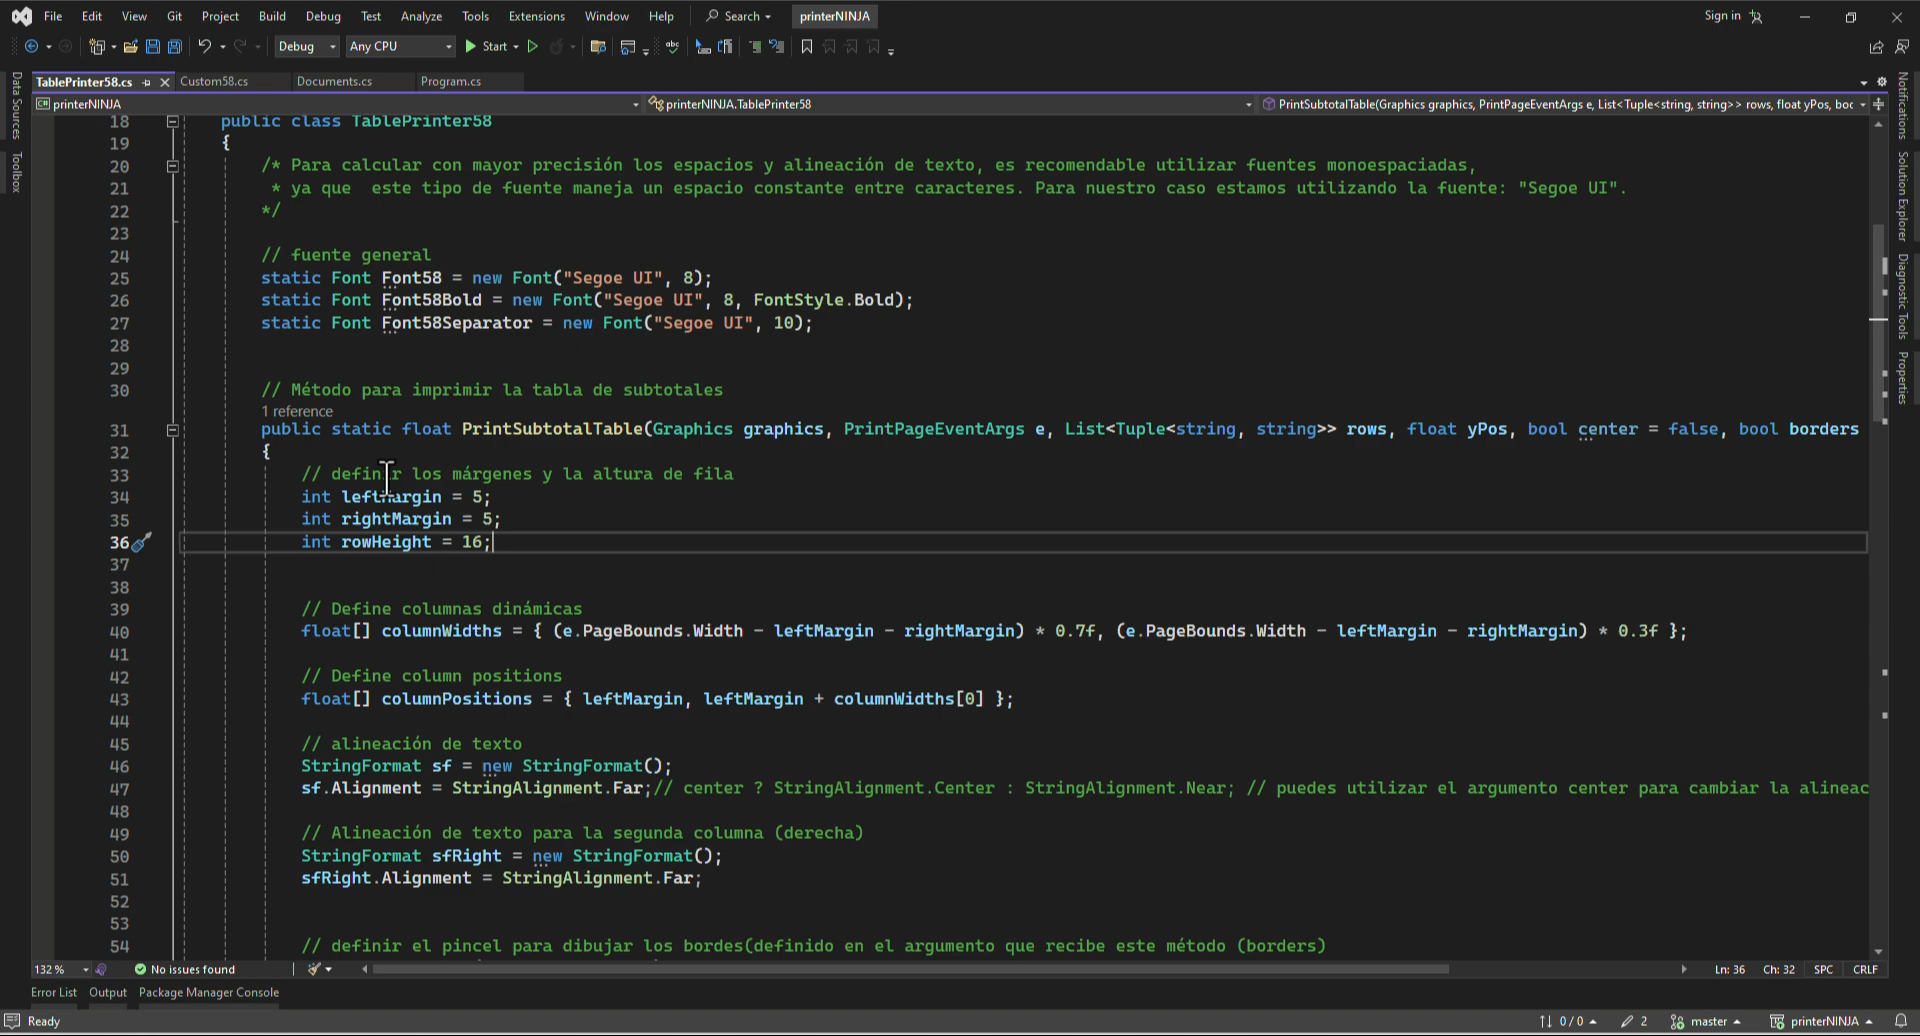 File Edit View Git Project Build Debug Test Analyze Tools Extensions Window Help Search printerNINJA Sign in
Debug Any CPU Start
TablePrinter58.cs Custom58.cs Documents.cs Program.cs
printerNINJA printerNINJA.TablePrinter58 PrintSubtotalTable(Graphics graphics, PrintPageEventArgs e, List<Tuple<string, string>> rows, float yPos, boc
Data Sources
Toolbox
18 public class TablePrinter58
19 {
20 /* Para calcular con mayor precisión los espacios y alineación de texto, es recomendable utilizar fuentes monoespaciadas,
21 * ya que  este tipo de fuente maneja un espacio constante entre caracteres. Para nuestro caso estamos utilizando la fuente: "Segoe UI".
22 */
23
24 // fuente general
25 static Font Font58 = new Font("Segoe UI", 8);
26 static Font Font58Bold = new Font("Segoe UI", 8, FontStyle.Bold);
27 static Font Font58Separator = new Font("Segoe UI", 10);
28
29
30 // Método para imprimir la tabla de subtotales
1 reference
31 public static float PrintSubtotalTable(Graphics graphics, PrintPageEventArgs e, List<Tuple<string, string>> rows, float yPos, bool center = false, bool borders
32 {
33 // definir los márgenes y la altura de fila
34 int leftMargin = 5;
35 int rightMargin = 5;
36 int rowHeight = 16;
37
38
39 // Define columnas dinámicas
40 float[] columnWidths = { (e.PageBounds.Width - leftMargin - rightMargin) * 0.7f, (e.PageBounds.Width - leftMargin - rightMargin) * 0.3f };
41
42 // Define column positions
43 float[] columnPositions = { leftMargin, leftMargin + columnWidths[0] };
44
45 // alineación de texto
46 StringFormat sf = new StringFormat();
47 sf.Alignment = StringAlignment.Far;// center ? StringAlignment.Center : StringAlignment.Near; // puedes utilizar el argumento center para cambiar la alineac
48
49 // Alineación de texto para la segunda columna (derecha)
50 StringFormat sfRight = new StringFormat();
51 sfRight.Alignment = StringAlignment.Far;
52
53
54 // definir el pincel para dibujar los bordes(definido en el argumento que recibe este método (borders)
Notifications
Solution Explorer
Diagnostic Tools
Properties
132 % No issues found Ln: 36 Ch: 32 SPC CRLF
Error List Output Package Manager Console
Ready 0 / 0 2 master printerNINJA